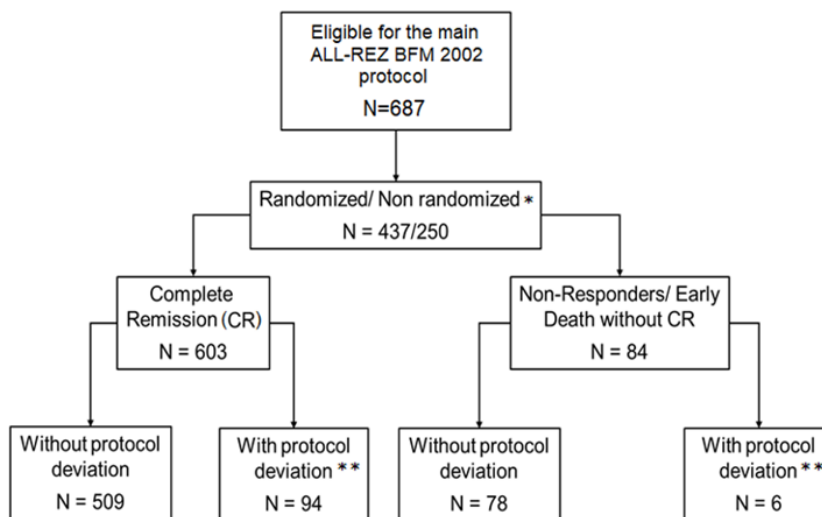 Eligible for the main
ALL-REZ BFM 2002
protocol
N=687
Randomized/ Non randomized *
N = 437/250
Complete
Remission (CR)
N = 603
Non-Responders/ Early
Death without CR
N = 84
Without protocol
deviation
N = 509
With protocol
deviation **
N = 94
Without protocol
deviation
N = 78
With protocol
deviation **
N = 6